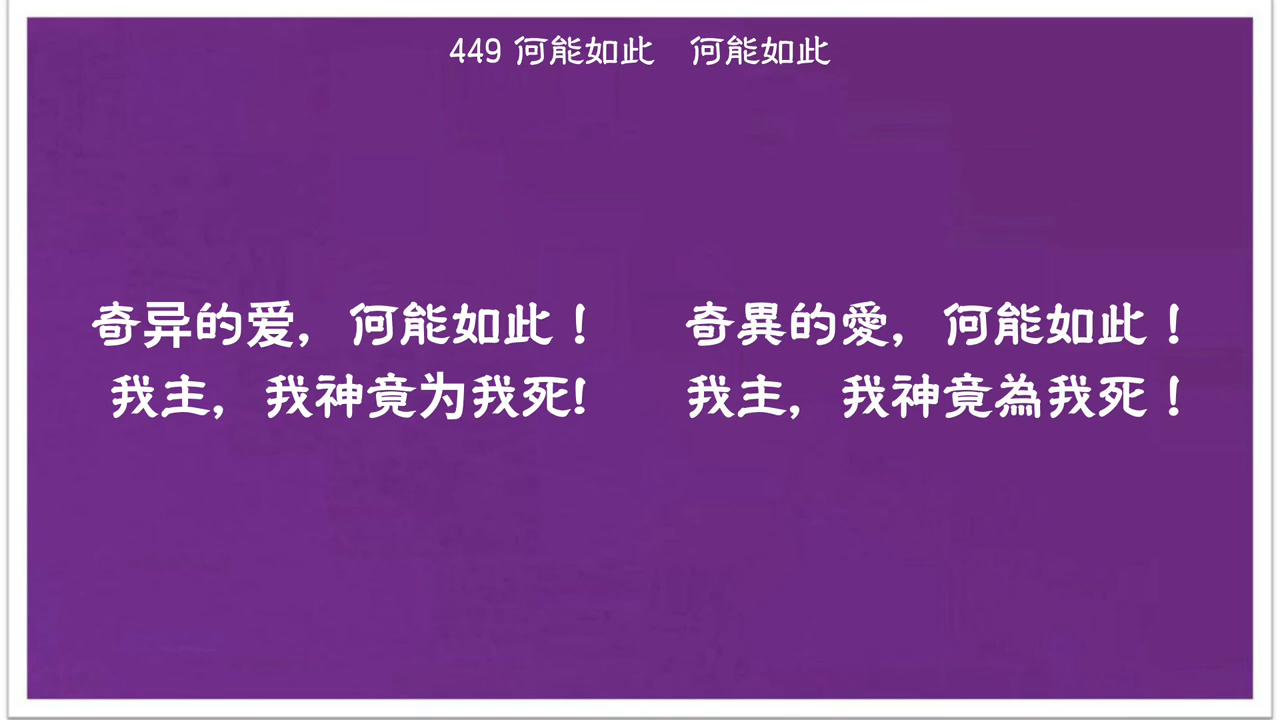 449 何能如此　何能如此
奇异的爱，何能如此！
我主，我神竟为我死!
奇異的愛，何能如此！
我主，我神竟為我死！